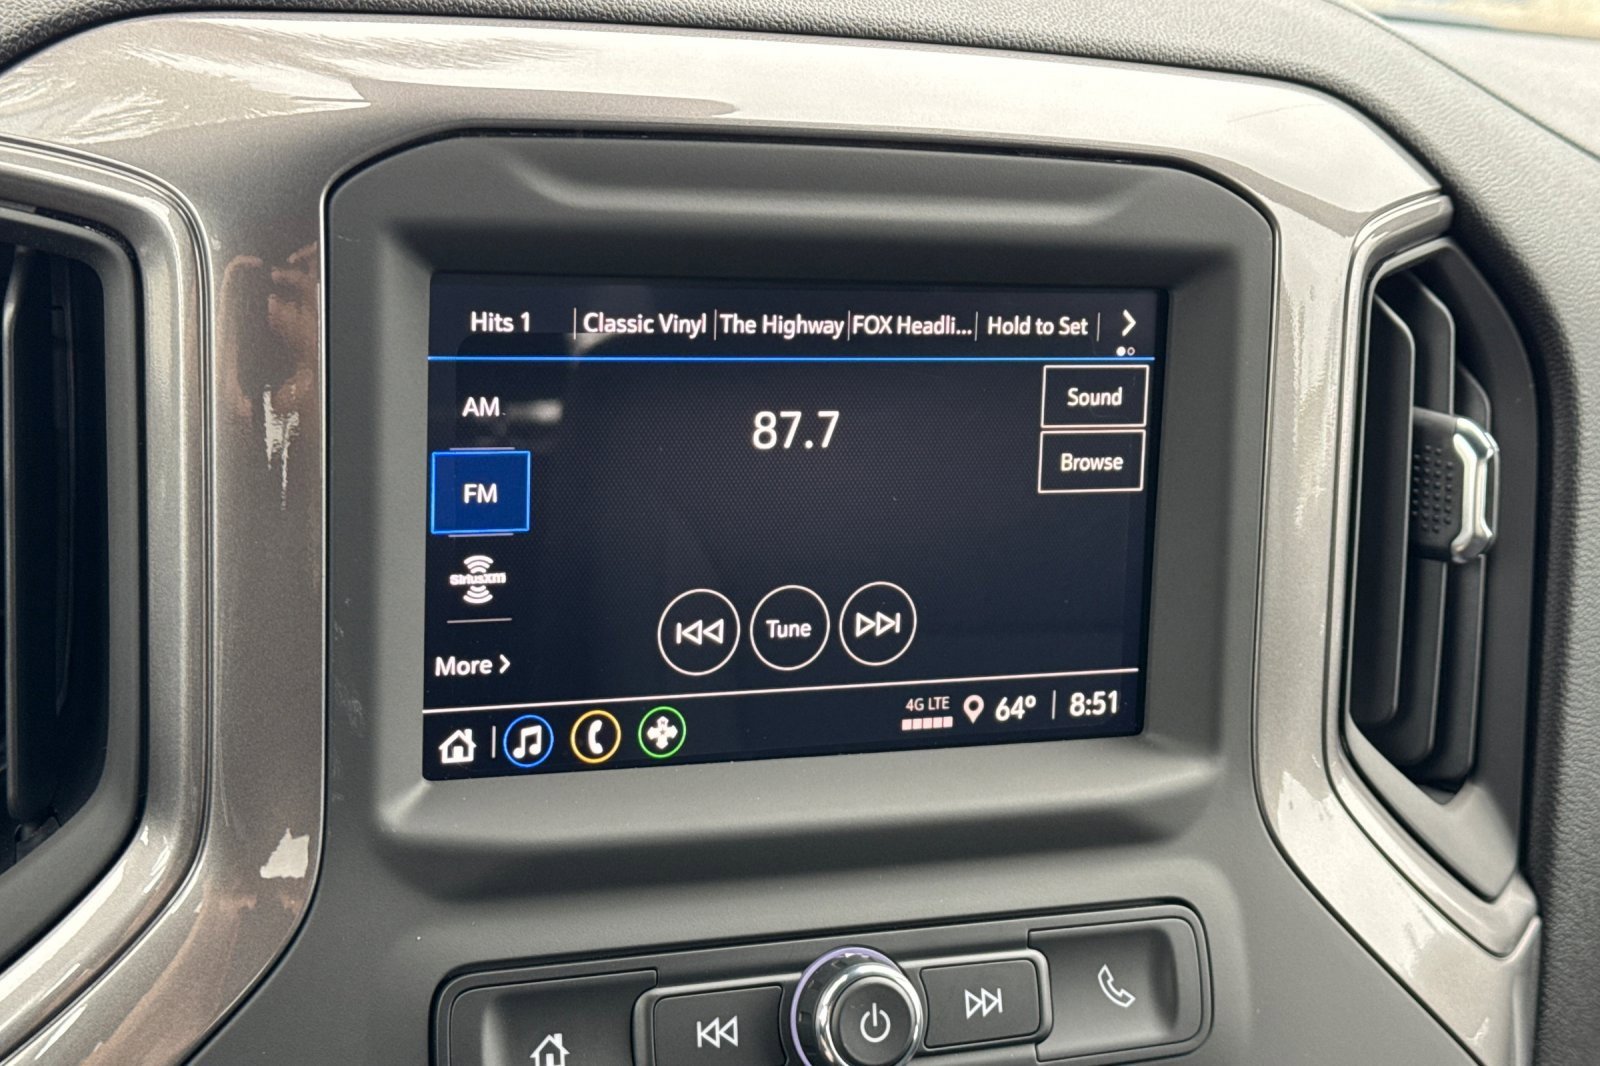 Hits 1 Classic Vinyl The Highway FOX Headli... Hold to Set
AM
87.7
Sound
Browse
FM
SiriusXM
Tune
More
4G LTE 64° 8:51